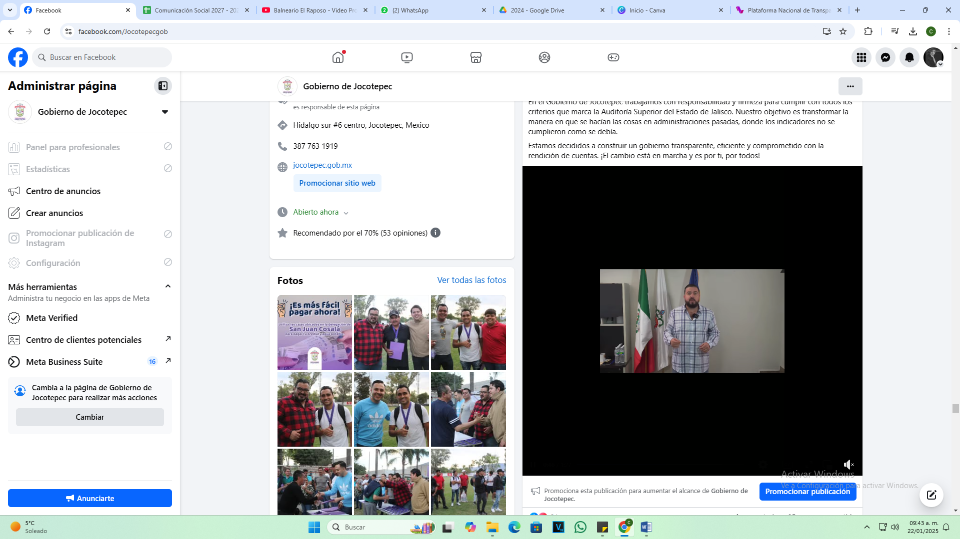 Facebook
Comunicación Social 2027 - 20
Balneario El Raposo - Video Pr
(2) WhatsApp
2024 - Google Drive
Inicio - Canva
Plataforma Nacional de Transp
facebook.com/Jocotepecgob
Buscar en Facebook
Administrar página
Gobierno de Jocotepec
Panel para profesionales
Estadísticas
Centro de anuncios
Crear anuncios
Promocionar publicación de
Instagram
Configuración
Más herramientas
Administra tu negocio en las apps de Meta
Meta Verified
Centro de clientes potenciales
Meta Business Suite
16
Cambia a la página de Gobierno de
Jocotepec para realizar más acciones
Cambiar
Anunciarte
Gobierno de Jocotepec
es responsable de esta página
Hidalgo sur #6 centro, Jocotepec, Mexico
387 763 1919
jocotepec.gob.mx
Promocionar sitio web
Abierto ahora
Recomendado por el 70% (53 opiniones)
Fotos
Ver todas las fotos
¡Es más fácil
pagar ahora!
San Juan Cosalá
En el Gobierno de Jocotepec, trabajamos con responsabilidad y firmeza para cumplir con todos los
criterios que marca la Auditoría Superior del Estado de Jalisco. Nuestro objetivo es transformar la
manera en que se hacían las cosas en administraciones pasadas, donde los indicadores no se
cumplieron como se debía.
Estamos decididos a construir un gobierno transparente, eficiente y comprometido con la
rendición de cuentas. ¡El cambio está en marcha y es por ti, por todos!
Activar Windows
Ve a Configuración para activar Windows.
Promociona esta publicación para aumentar el alcance de Gobierno de
Jocotepec.
Promocionar publicación
5°C
Soleado
Buscar
09:43 a. m.
22/01/2025